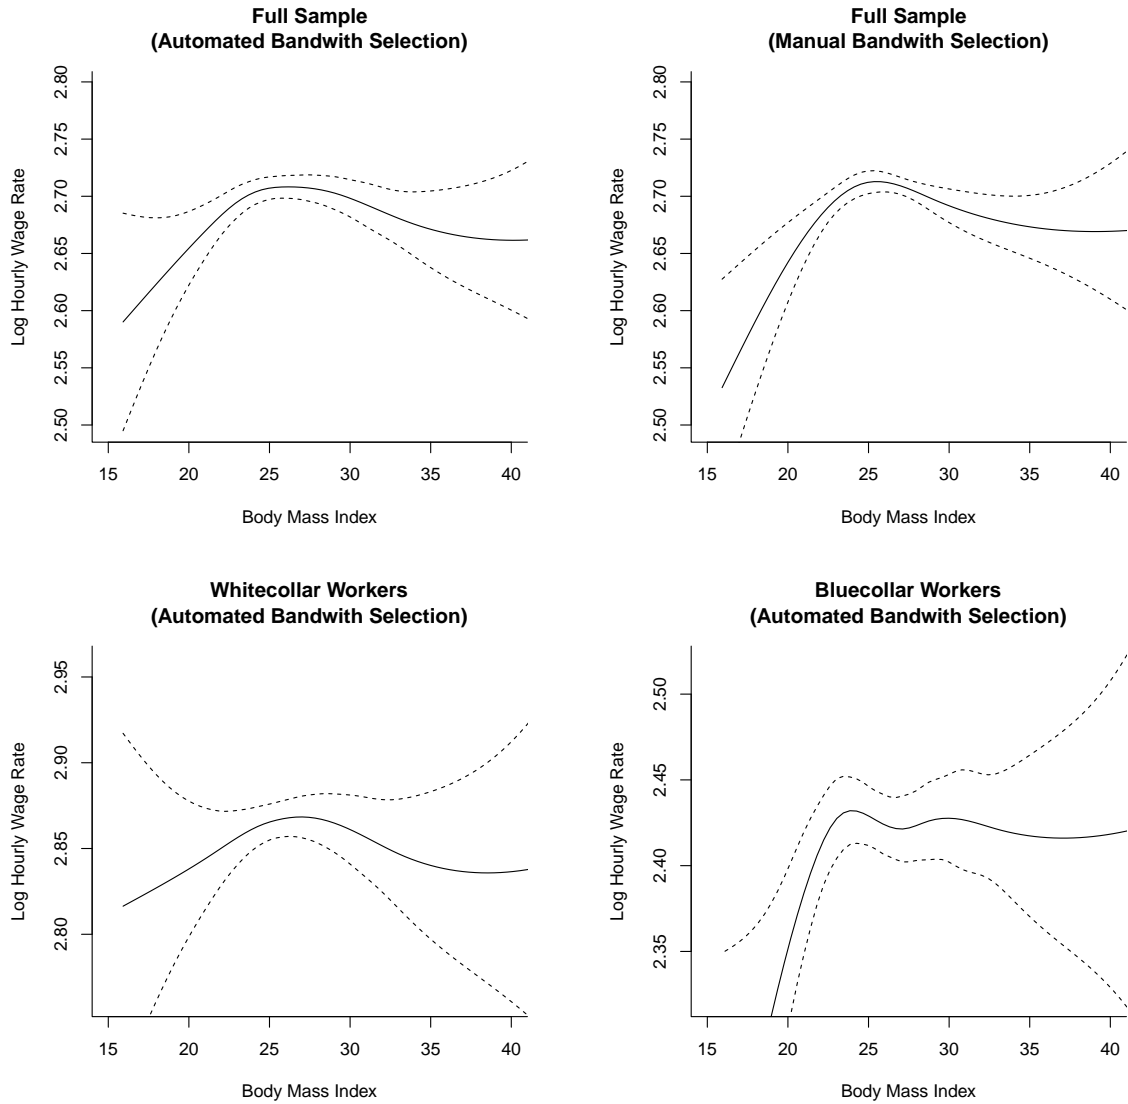 Full Sample
(Automated Bandwith Selection)
Log Hourly Wage Rate
2.80
2.75
2.70
2.65
2.60
2.55
2.50
15 20 25 30 35 40
Body Mass Index
Full Sample
(Manual Bandwith Selection)
Log Hourly Wage Rate
2.80
2.75
2.70
2.65
2.60
2.55
2.50
15 20 25 30 35 40
Body Mass Index
Whitecollar Workers
(Automated Bandwith Selection)
Log Hourly Wage Rate
2.95
2.90
2.85
2.80
15 20 25 30 35 40
Body Mass Index
Bluecollar Workers
(Automated Bandwith Selection)
Log Hourly Wage Rate
2.50
2.45
2.40
2.35
15 20 25 30 35 40
Body Mass Index